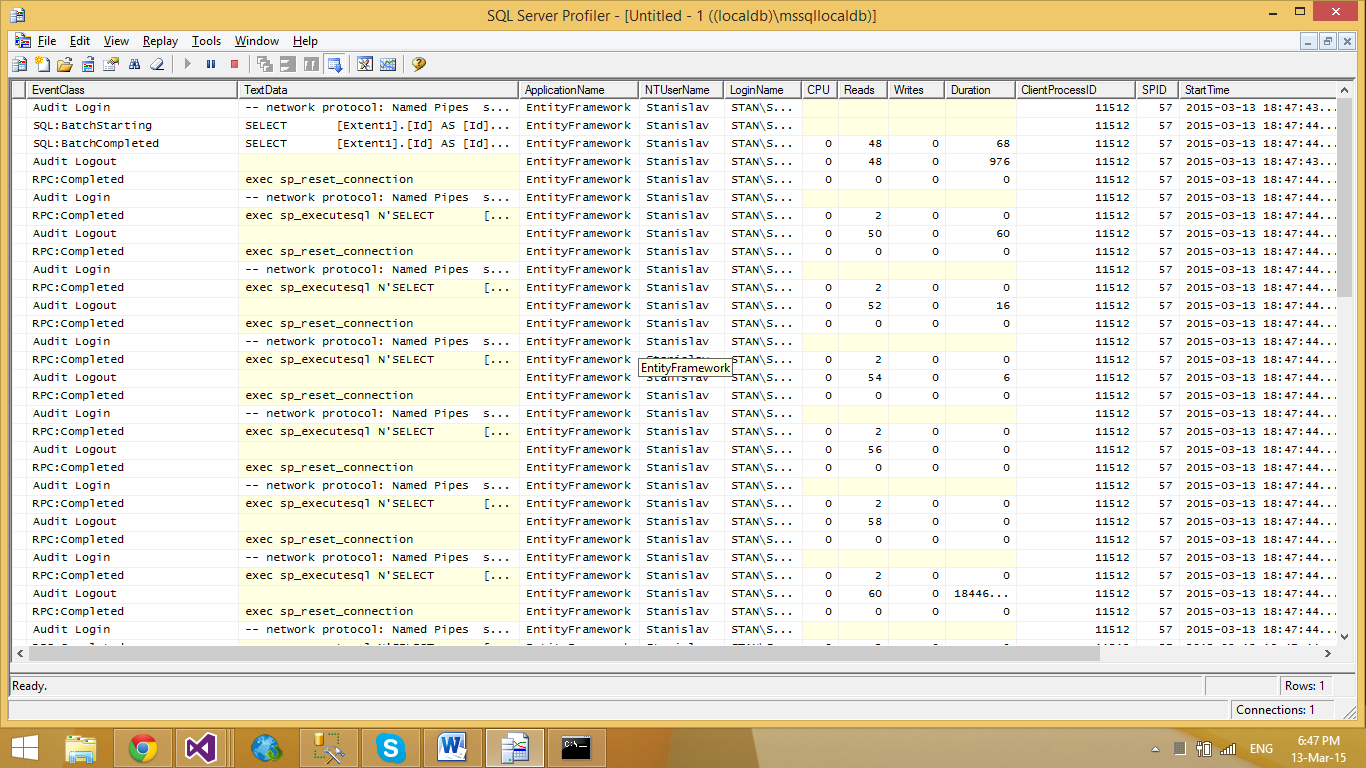 SQL Server Profiler - [Untitled - 1 ((localdb)\mssqllocaldb)]
File Edit View Replay Tools Window Help
EventClass TextData ApplicationName NTUserName LoginName CPU Reads Writes Duration ClientProcessID SPID StartTime
Audit Login -- network protocol: Named Pipes s... EntityFramework Stanislav STAN\S... 11512 57 2015-03-13 18:47:43...
SQL:BatchStarting SELECT [Extent1].[Id] AS [Id]... EntityFramework Stanislav STAN\S... 11512 57 2015-03-13 18:47:44...
SQL:BatchCompleted SELECT [Extent1].[Id] AS [Id]... EntityFramework Stanislav STAN\S... 0 48 0 68 11512 57 2015-03-13 18:47:44...
Audit Logout EntityFramework Stanislav STAN\S... 0 48 0 976 11512 57 2015-03-13 18:47:43...
RPC:Completed exec sp_reset_connection EntityFramework Stanislav STAN\S... 0 0 0 0 11512 57 2015-03-13 18:47:44...
Audit Login -- network protocol: Named Pipes s... EntityFramework Stanislav STAN\S... 11512 57 2015-03-13 18:47:44...
RPC:Completed exec sp_executesql N'SELECT [... EntityFramework Stanislav STAN\S... 0 2 0 0 11512 57 2015-03-13 18:47:44...
Audit Logout EntityFramework Stanislav STAN\S... 0 50 0 60 11512 57 2015-03-13 18:47:44...
RPC:Completed exec sp_reset_connection EntityFramework Stanislav STAN\S... 0 0 0 0 11512 57 2015-03-13 18:47:44...
Audit Login -- network protocol: Named Pipes s... EntityFramework Stanislav STAN\S... 11512 57 2015-03-13 18:47:44...
RPC:Completed exec sp_executesql N'SELECT [... EntityFramework Stanislav STAN\S... 0 2 0 0 11512 57 2015-03-13 18:47:44...
Audit Logout EntityFramework Stanislav STAN\S... 0 52 0 16 11512 57 2015-03-13 18:47:44...
RPC:Completed exec sp_reset_connection EntityFramework Stanislav STAN\S... 0 0 0 0 11512 57 2015-03-13 18:47:44...
Audit Login -- network protocol: Named Pipes s... EntityFramework Stanislav STAN\S... 11512 57 2015-03-13 18:47:44...
RPC:Completed exec sp_executesql N'SELECT [... EntityFramework Stanislav STAN\S... 0 2 0 0 11512 57 2015-03-13 18:47:44...
EntityFramework
Audit Logout EntityFramework Stanislav STAN\S... 0 54 0 6 11512 57 2015-03-13 18:47:44...
RPC:Completed exec sp_reset_connection EntityFramework Stanislav STAN\S... 0 0 0 0 11512 57 2015-03-13 18:47:44...
Audit Login -- network protocol: Named Pipes s... EntityFramework Stanislav STAN\S... 11512 57 2015-03-13 18:47:44...
RPC:Completed exec sp_executesql N'SELECT [... EntityFramework Stanislav STAN\S... 0 2 0 0 11512 57 2015-03-13 18:47:44...
Audit Logout EntityFramework Stanislav STAN\S... 0 56 0 0 11512 57 2015-03-13 18:47:44...
RPC:Completed exec sp_reset_connection EntityFramework Stanislav STAN\S... 0 0 0 0 11512 57 2015-03-13 18:47:44...
Audit Login -- network protocol: Named Pipes s... EntityFramework Stanislav STAN\S... 11512 57 2015-03-13 18:47:44...
RPC:Completed exec sp_executesql N'SELECT [... EntityFramework Stanislav STAN\S... 0 2 0 0 11512 57 2015-03-13 18:47:44...
Audit Logout EntityFramework Stanislav STAN\S... 0 58 0 0 11512 57 2015-03-13 18:47:44...
RPC:Completed exec sp_reset_connection EntityFramework Stanislav STAN\S... 0 0 0 0 11512 57 2015-03-13 18:47:44...
Audit Login -- network protocol: Named Pipes s... EntityFramework Stanislav STAN\S... 11512 57 2015-03-13 18:47:44...
RPC:Completed exec sp_executesql N'SELECT [... EntityFramework Stanislav STAN\S... 0 2 0 0 11512 57 2015-03-13 18:47:44...
Audit Logout EntityFramework Stanislav STAN\S... 0 60 0 18446... 11512 57 2015-03-13 18:47:44...
RPC:Completed exec sp_reset_connection EntityFramework Stanislav STAN\S... 0 0 0 0 11512 57 2015-03-13 18:47:44...
Audit Login -- network protocol: Named Pipes s... EntityFramework Stanislav STAN\S... 11512 57 2015-03-13 18:47:44...
Ready. Rows: 1
Connections: 1
ENG 6:47 PM
13-Mar-15